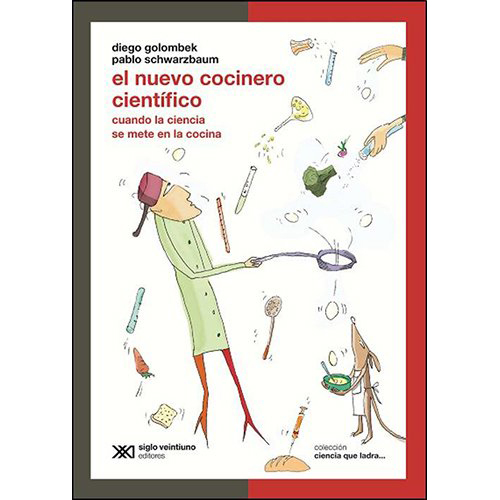 diego golombek
pablo schwarzbaum
el nuevo cocinero
científico
cuando la ciencia
se mete en la cocina
siglo veintiuno
editores
colección
ciencia que ladra...